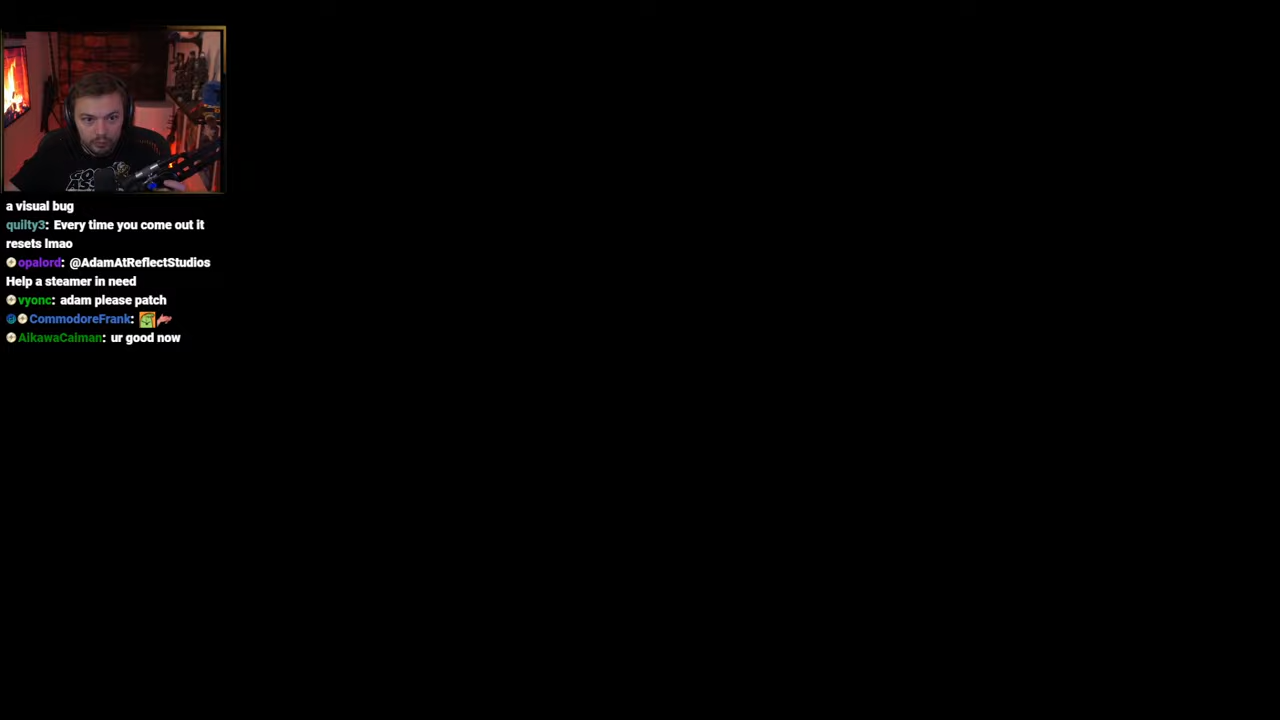 a visual bug
quilty3: Every time you come out it
resets lmao
opalord: @AdamAtReflectStudios
Help a steamer in need
vyonc: adam please patch
CommodoreFrank:
AikawaCaiman: ur good now